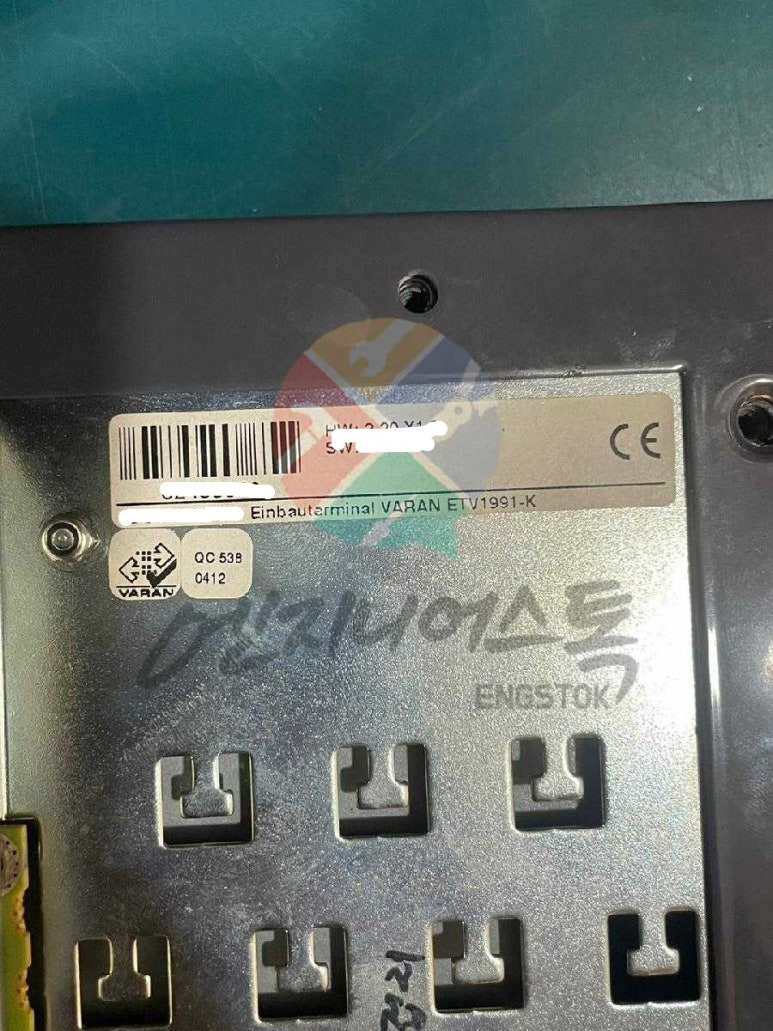 HW: 2.20 X1.
SW:
Einbauterminal VARAN ETV1991-K
CE
VARAN
QC 538
0412
엔지니어스톡
ENGSTOK